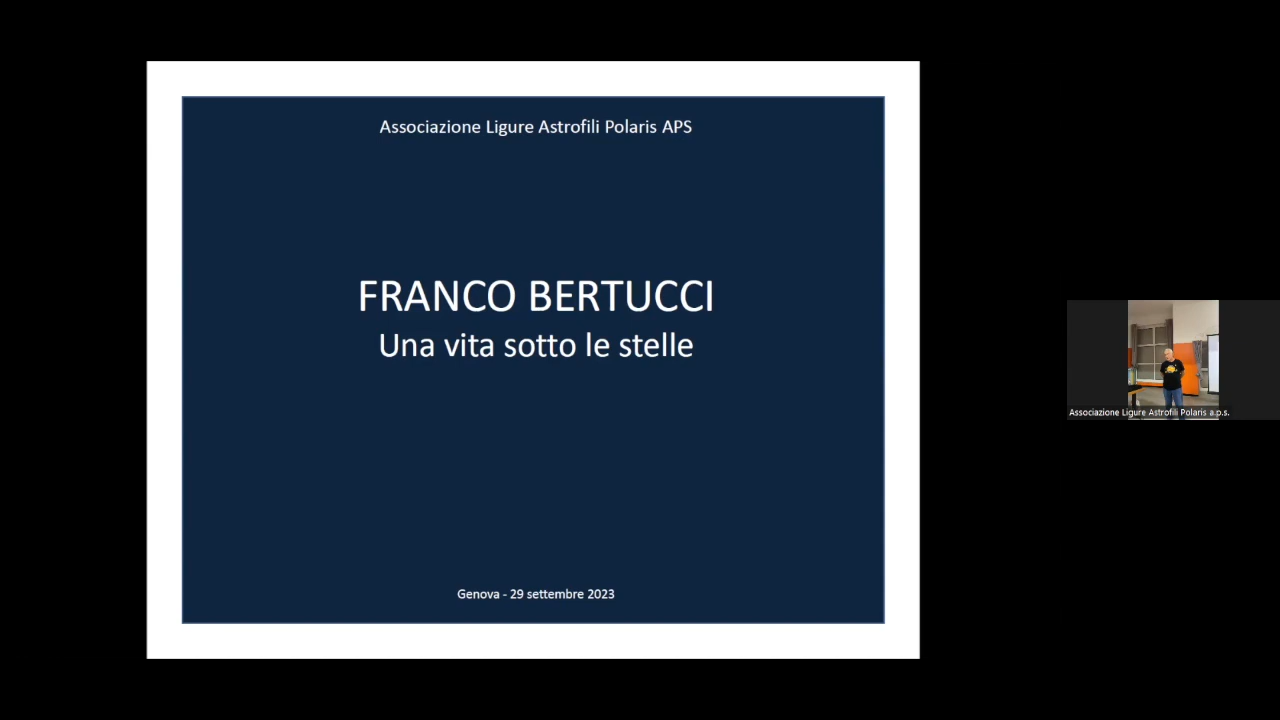 Associazione Ligure Astrofili Polaris APS
FRANCO BERTUCCI
Una vita sotto le stelle
Genova - 29 settembre 2023
Associazione Ligure Astrofili Polaris a.p.s.